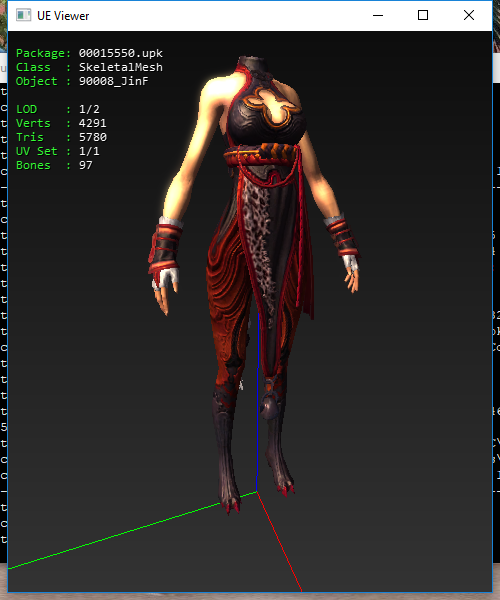 UE Viewer
Package: 00015550.upk
Class : SkeletalMesh
Object : 90008_JinF
LOD : 1/2
Verts : 4291
Tris : 5780
UV Set : 1/1
Bones : 97